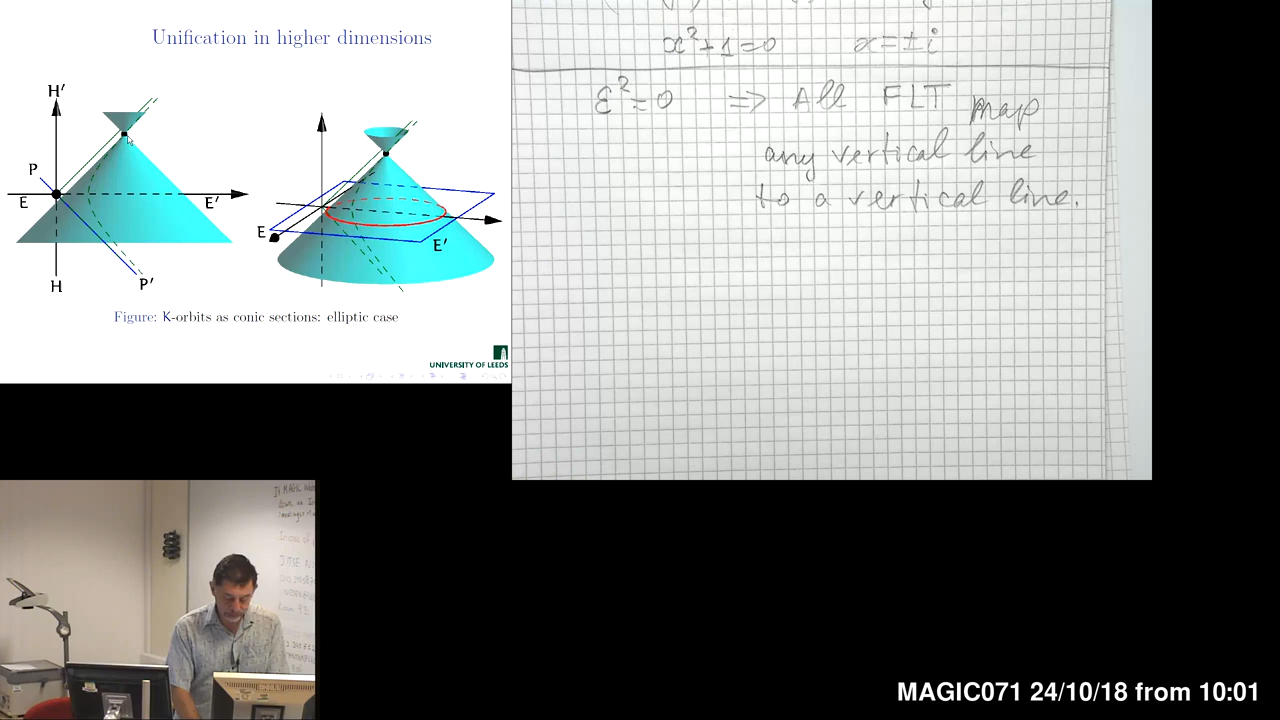 Unification in higher dimensions
H′
P
E
E′
H
P′
E
E′
Figure: K-orbits as conic sections: elliptic case
UNIVERSITY OF LEEDS
x²+1=0 x=±i
ε²=0 ⇒ All FLT map
any vertical line
to a vertical line.
MAGIC071 24/10/18 from 10:01